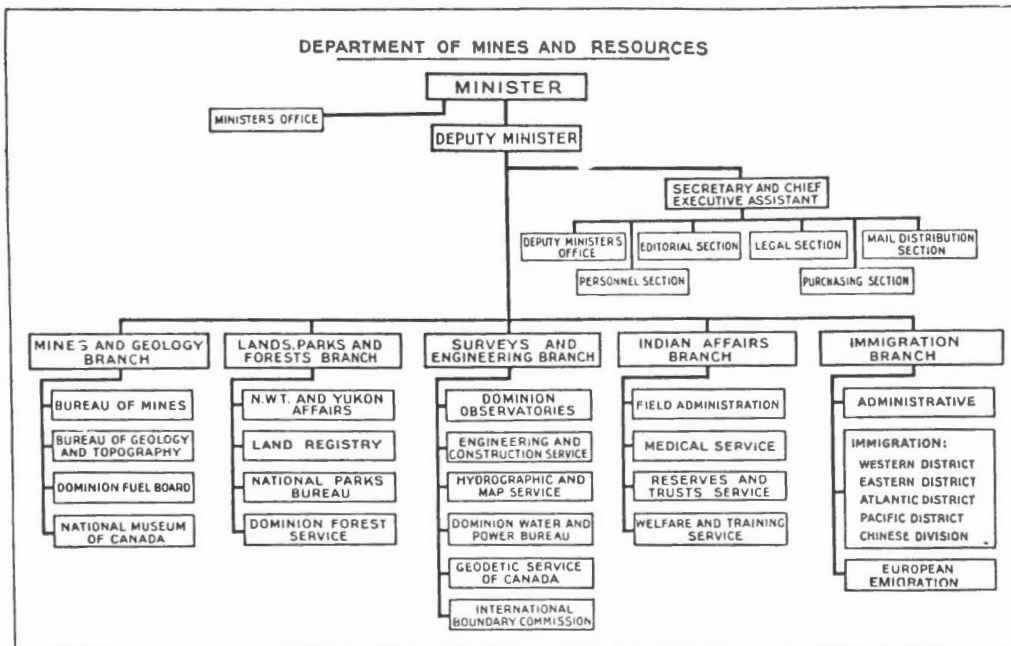 DEPARTMENT OF MINES AND RESOURCES
MINISTER
MINISTERS OFFICE
DEPUTY MINISTER
SECRETARY AND CHIEF
EXECUTIVE ASSISTANT
DEPUTY MINISTER'S
OFFICE
EDITORIAL SECTION
LEGAL SECTION
MAIL DISTRIBUTION
SECTION
PERSONNEL SECTION
PURCHASING SECTION
MINES AND GEOLOGY
BRANCH
BUREAU OF MINES
BUREAU OF GEOLOGY
AND TOPOGRAPHY
DOMINION FUEL BOARD
NATIONAL MUSEUM
OF CANADA
LANDS, PARKS AND
FORESTS BRANCH
N.W.T. AND YUKON
AFFAIRS
LAND REGISTRY
NATIONAL PARKS
BUREAU
DOMINION FOREST
SERVICE
SURVEYS AND
ENGINEERING BRANCH
DOMINION
OBSERVATORIES
ENGINEERING AND
CONSTRUCTION SERVICE
HYDROGRAPHIC AND
MAP SERVICE
DOMINION WATER AND
POWER BUREAU
GEODETIC SERVICE
OF CANADA
INTERNATIONAL
BOUNDARY COMMISSION
INDIAN AFFAIRS
BRANCH
FIELD ADMINISTRATION
MEDICAL SERVICE
RESERVES AND
TRUSTS SERVICE
WELFARE AND TRAINING
SERVICE
IMMIGRATION
BRANCH
ADMINISTRATIVE
IMMIGRATION:
WESTERN DISTRICT
EASTERN DISTRICT
ATLANTIC DISTRICT
PACIFIC DISTRICT
CHINESE DIVISION
EUROPEAN
EMIGRATION